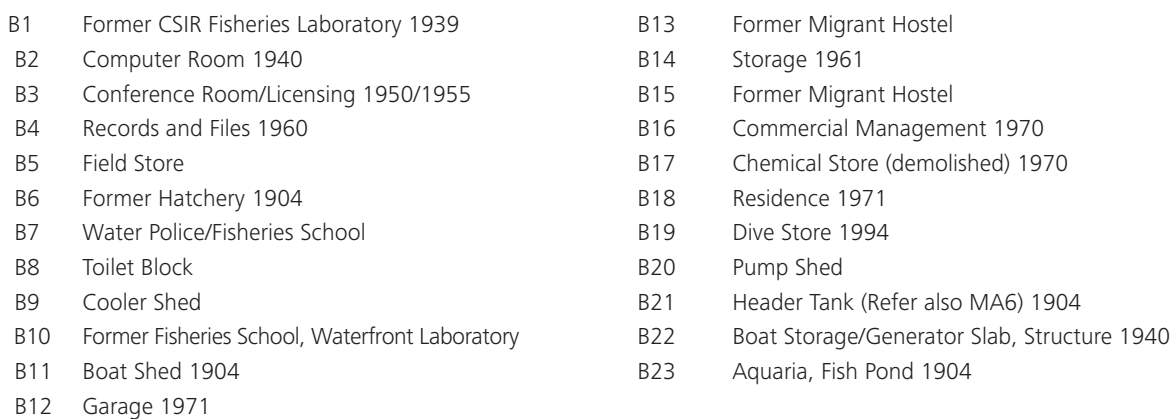 B1 Former CSIR Fisheries Laboratory 1939
B2 Computer Room 1940
B3 Conference Room/Licensing 1950/1955
B4 Records and Files 1960
B5 Field Store
B6 Former Hatchery 1904
B7 Water Police/Fisheries School
B8 Toilet Block
B9 Cooler Shed
B10 Former Fisheries School, Waterfront Laboratory
B11 Boat Shed 1904
B12 Garage 1971
B13 Former Migrant Hostel
B14 Storage 1961
B15 Former Migrant Hostel
B16 Commercial Management 1970
B17 Chemical Store (demolished) 1970
B18 Residence 1971
B19 Dive Store 1994
B20 Pump Shed
B21 Header Tank (Refer also MA6) 1904
B22 Boat Storage/Generator Slab, Structure 1940
B23 Aquaria, Fish Pond 1904